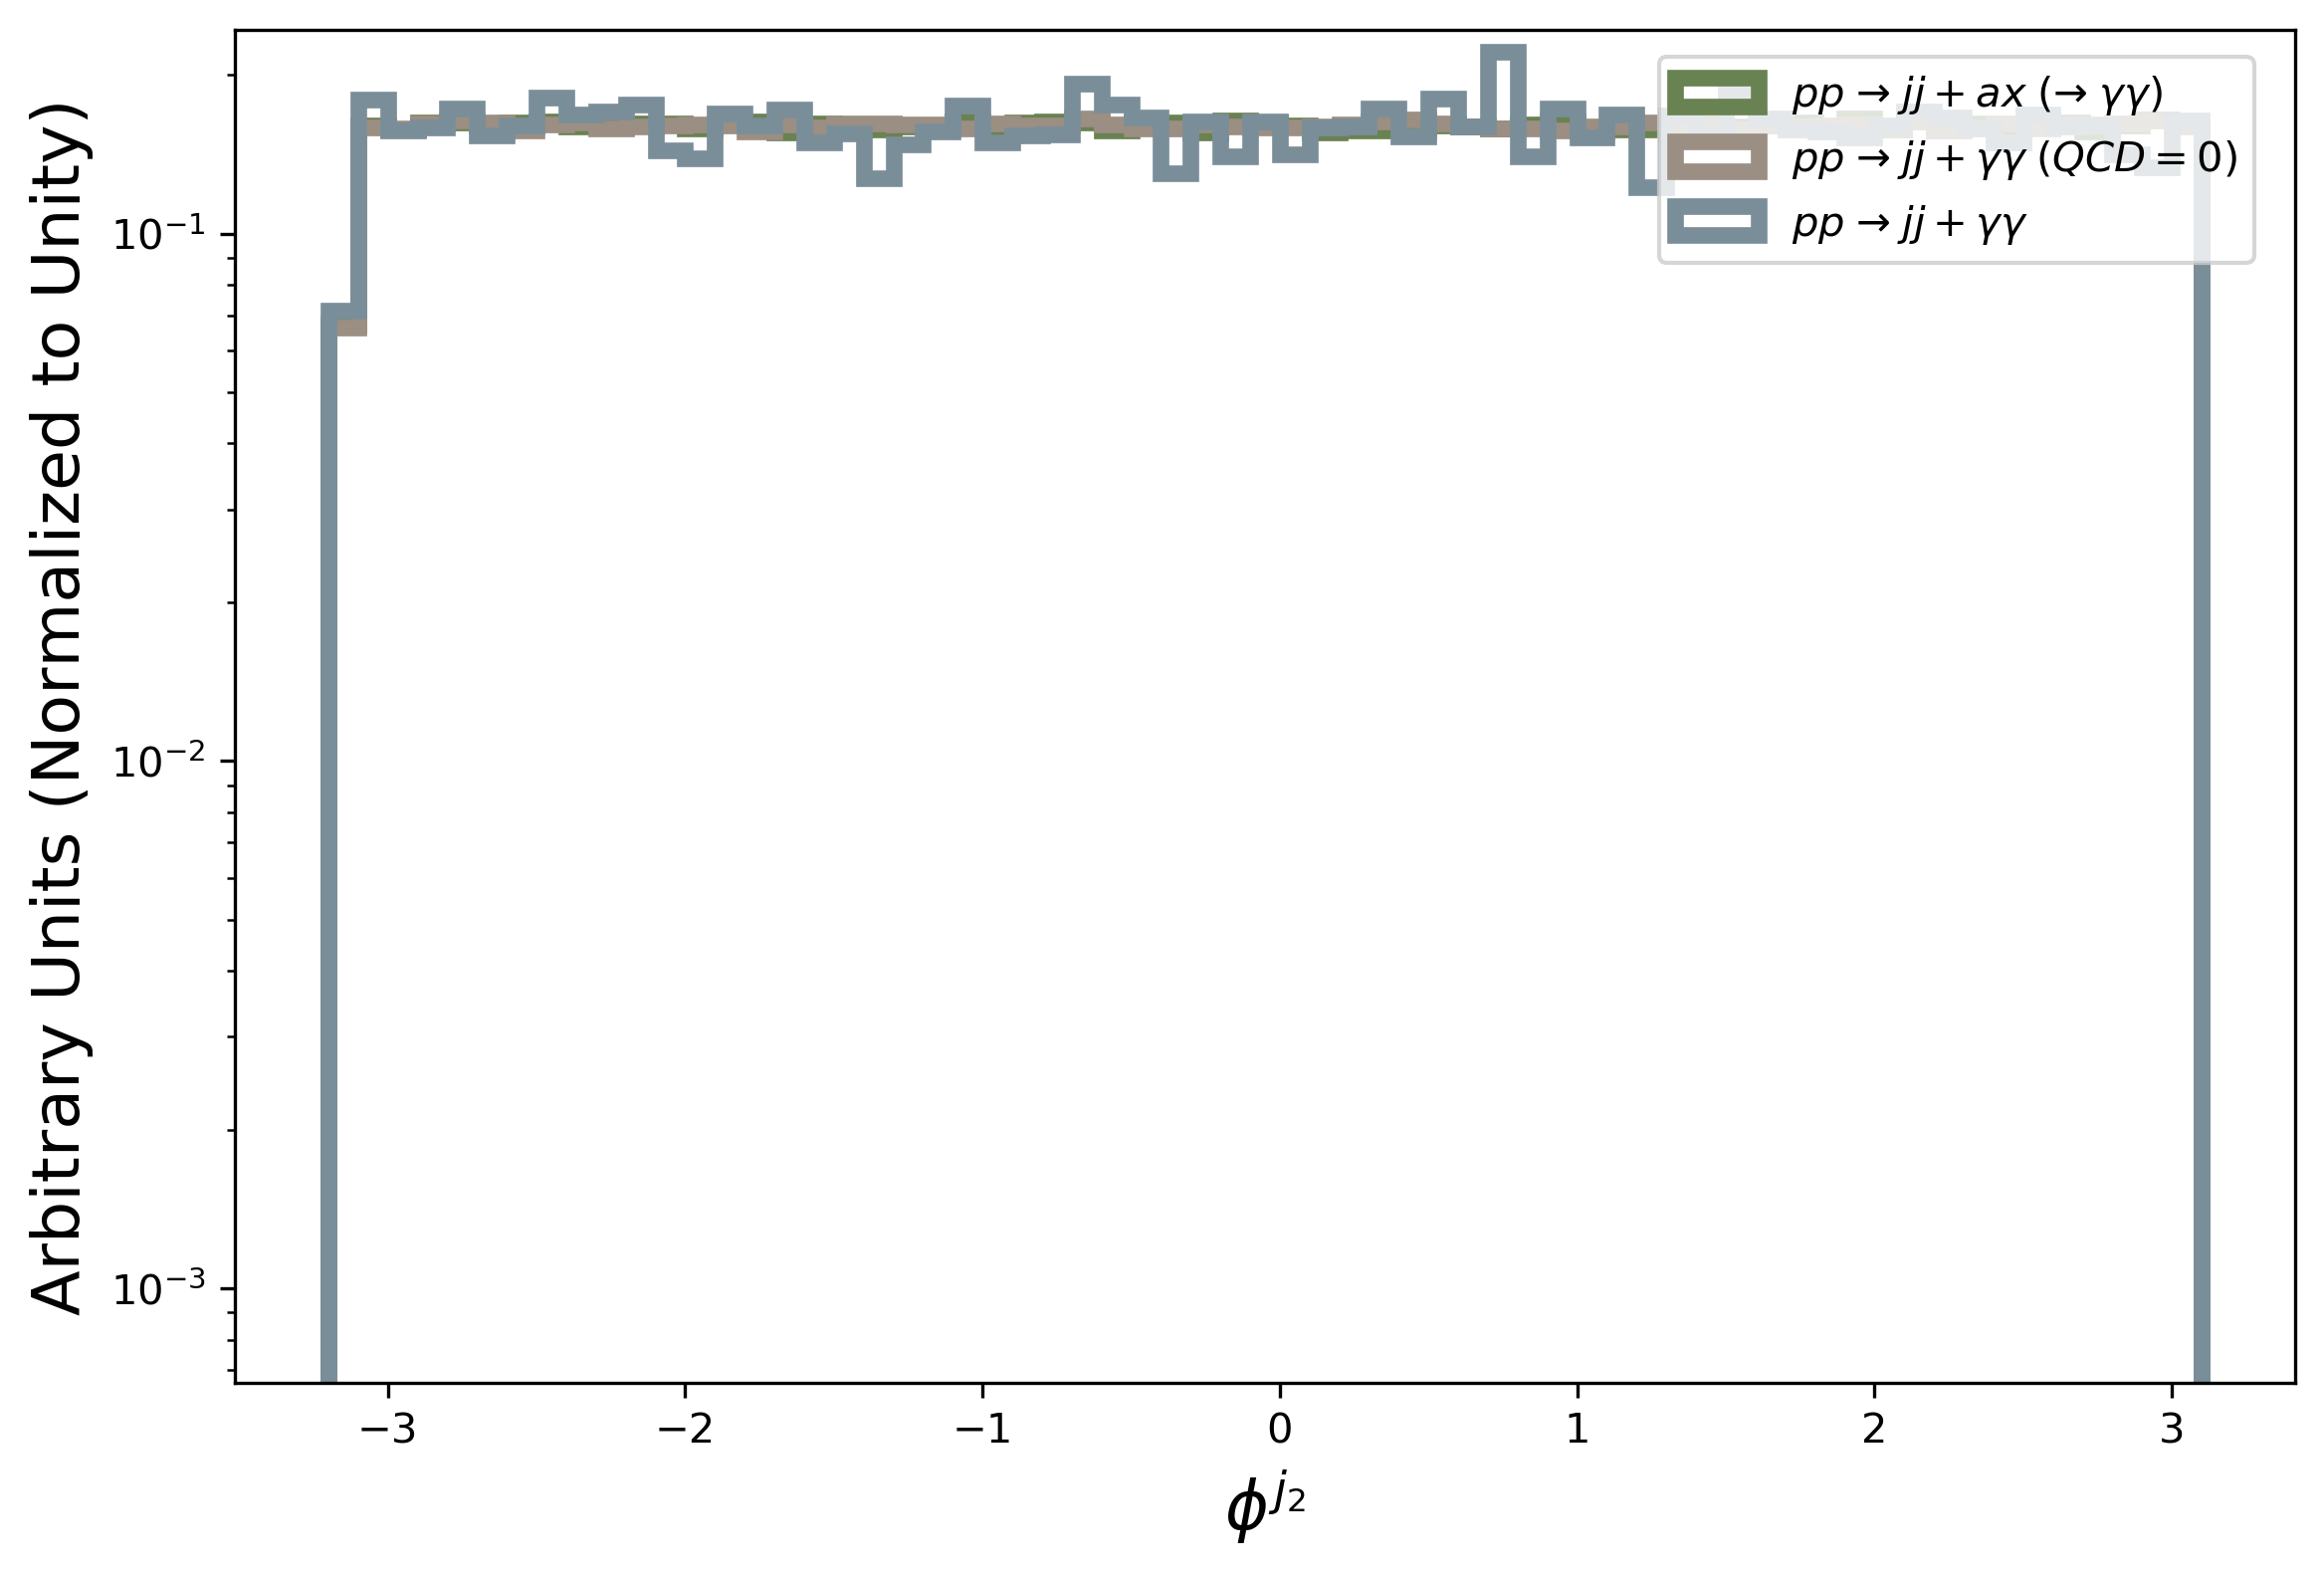 Arbitrary Units (Normalized to Unity)
10⁻¹
10⁻²
10⁻³
pp → jj + ax (→ γγ)
pp → jj + γγ (QCD = 0)
pp → jj + γγ
−3 −2 −1 0 1 2 3
ϕ^{j₂}